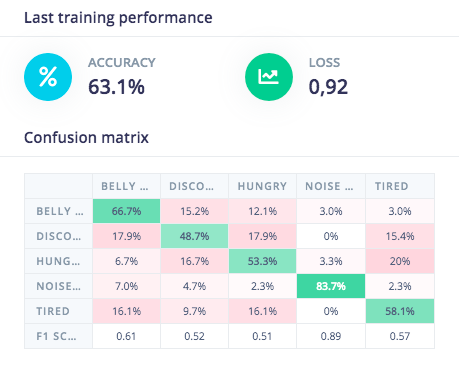 Last training performance
% ACCURACY
63.1%
LOSS
0,92
Confusion matrix
BELLY ... DISCO... HUNGRY NOISE ... TIRED
BELLY ... 66.7% 15.2% 12.1% 3.0% 3.0%
DISCO... 17.9% 48.7% 17.9% 0% 15.4%
HUNG... 6.7% 16.7% 53.3% 3.3% 20%
NOISE... 7.0% 4.7% 2.3% 83.7% 2.3%
TIRED 16.1% 9.7% 16.1% 0% 58.1%
F1 SC... 0.61 0.52 0.51 0.89 0.57